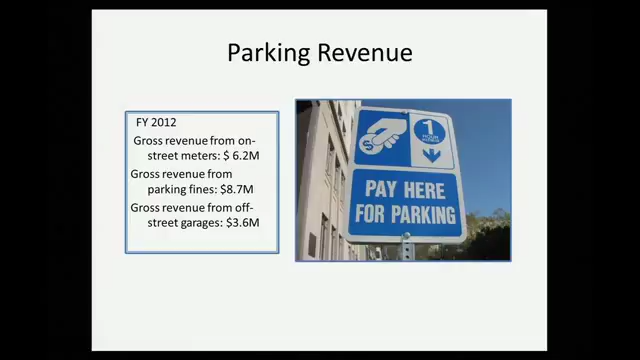 Parking Revenue
FY 2012
Gross revenue from on-
street meters: $ 6.2M
Gross revenue from
parking fines: $8.7M
Gross revenue from off-
street garages: $3.6M
$
1
HOUR
PAY HERE
FOR PARKING